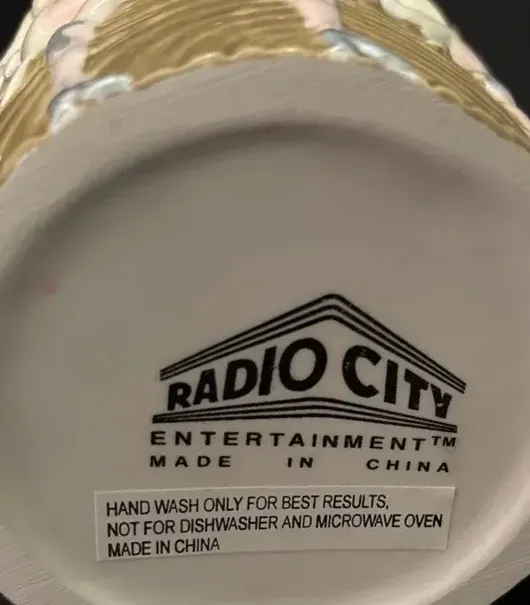 RADIO CITY
ENTERTAINMENT™
MADE IN CHINA
HAND WASH ONLY FOR BEST RESULTS,
NOT FOR DISHWASHER AND MICROWAVE OVEN
MADE IN CHINA